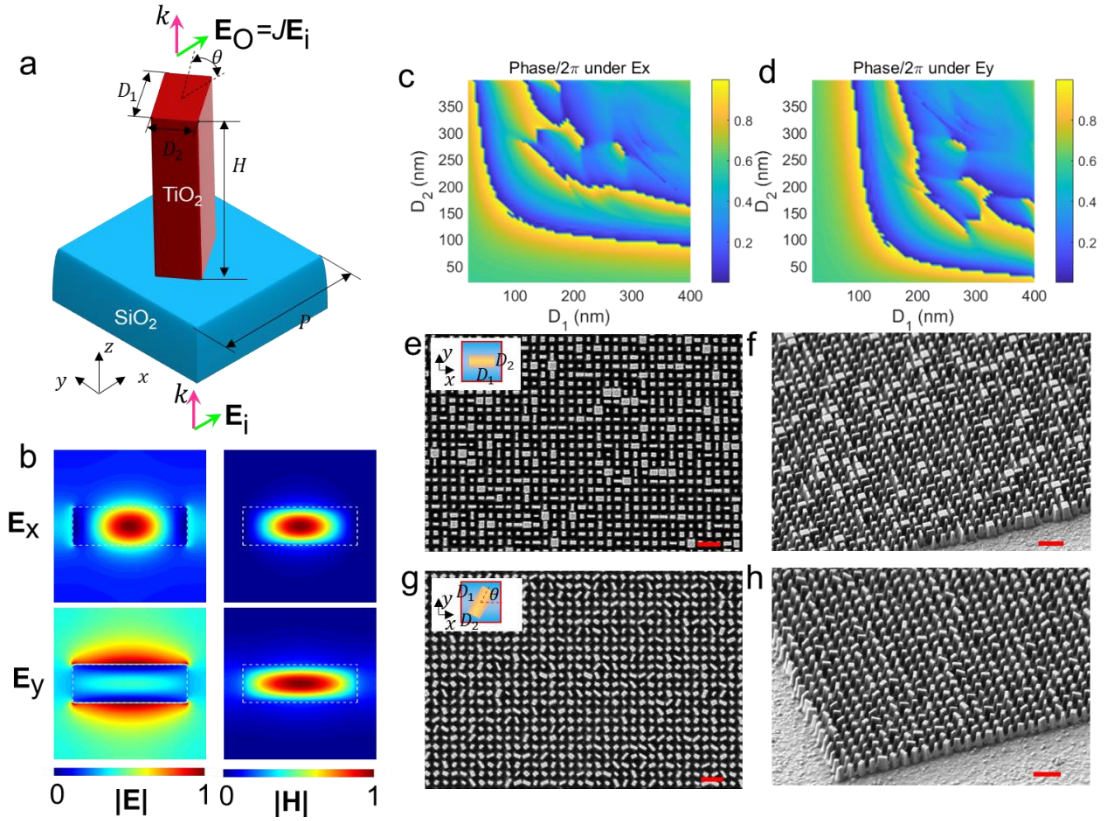 a
k
E_O=JE_i
θ
D_1
D_2
H
TiO_2
SiO_2
P
z
y
x
k
E_i
b
E_x
E_y
0
1
|E|
0
1
|H|
c
Phase/2π under Ex
350
300
250
200
150
100
50
D_2 (nm)
100
200
300
400
D_1 (nm)
0.8
0.6
0.4
0.2
d
Phase/2π under Ey
350
300
250
200
150
100
50
D_2 (nm)
100
200
300
400
D_1 (nm)
0.8
0.6
0.4
0.2
e
y
x
D_2
D_1
f
g
y
x
D_1
θ
D_2
h